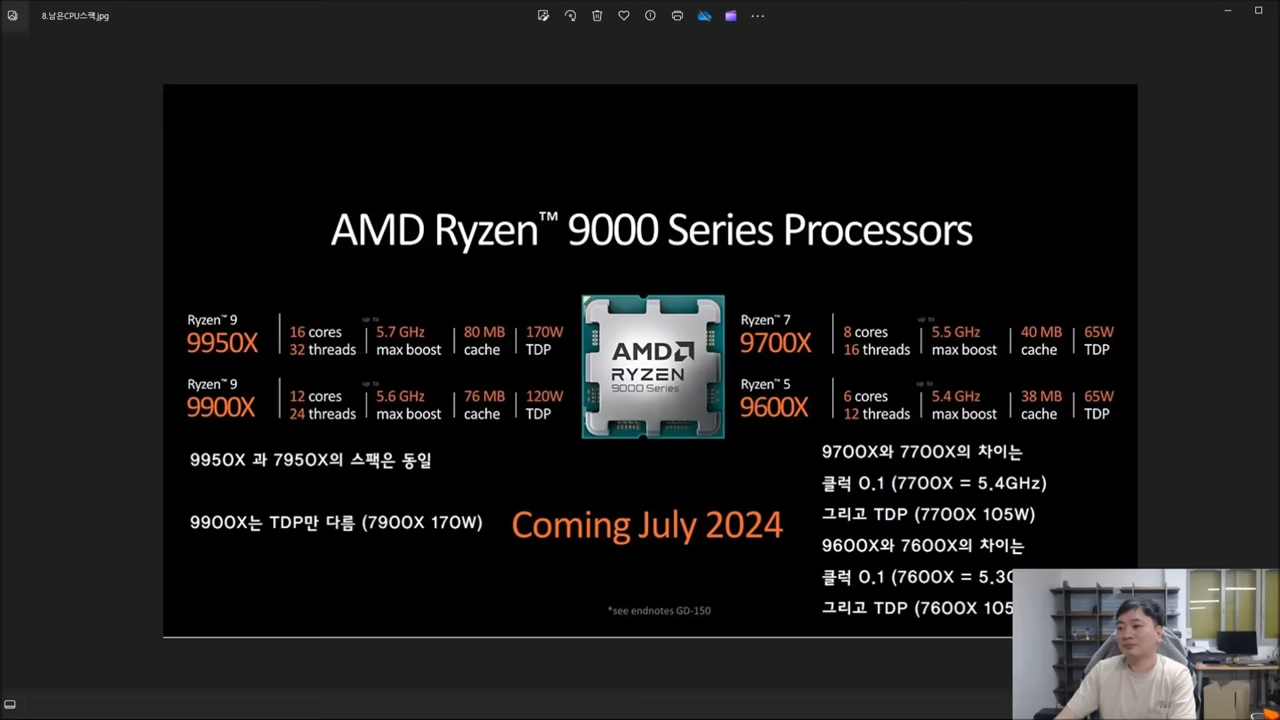 8.남은CPU스팩.jpg
AMD Ryzen™ 9000 Series Processors
Ryzen™ 9
9950X
16 cores
32 threads
up to
5.7 GHz
max boost
80 MB
cache
170W
TDP
Ryzen™ 9
9900X
12 cores
24 threads
up to
5.6 GHz
max boost
76 MB
cache
120W
TDP
AMD
RYZEN
9000 Series
Ryzen™ 7
9700X
8 cores
16 threads
up to
5.5 GHz
max boost
40 MB
cache
65W
TDP
Ryzen™ 5
9600X
6 cores
12 threads
up to
5.4 GHz
max boost
38 MB
cache
65W
TDP
9950X 과 7950X의 스팩은 동일
9900X는 TDP만 다름 (7900X 170W)
Coming July 2024
*see endnotes GD-150
9700X와 7700X의 차이는
클럭 0.1 (7700X = 5.4GHz)
그리고 TDP (7700X 105W)
9600X와 7600X의 차이는
클럭 0.1 (7600X = 5.3
그리고 TDP (7600X 105